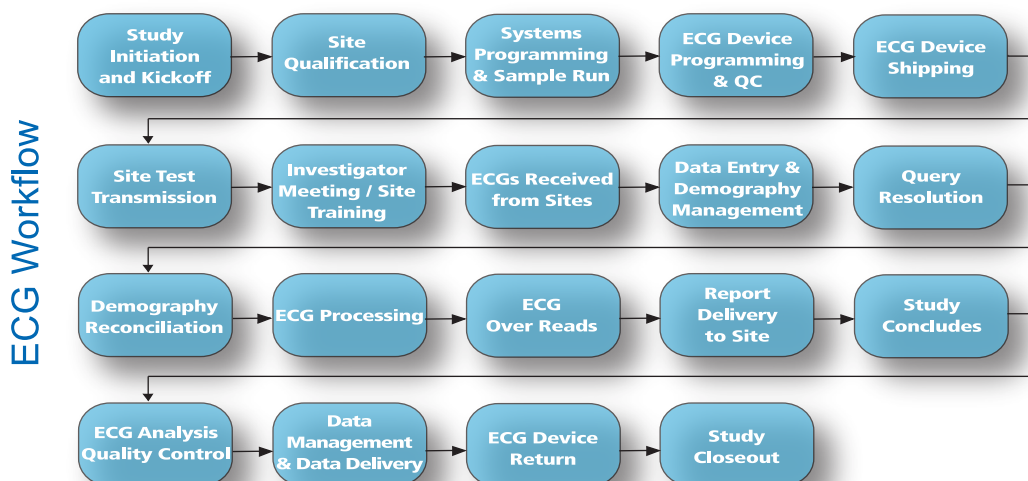 ECG Workflow
Study
Initiation
and Kickoff
Site
Qualification
Systems
Programming
& Sample Run
ECG Device
Programming
& QC
ECG Device
Shipping
Site Test
Transmission
Investigator
Meeting / Site
Training
ECGs Received
from Sites
Data Entry &
Demography
Management
Query
Resolution
Demography
Reconciliation
ECG Processing
ECG
Over Reads
Report
Delivery
to Site
Study
Concludes
ECG Analysis
Quality Control
Data
Management
& Data Delivery
ECG Device
Return
Study
Closeout